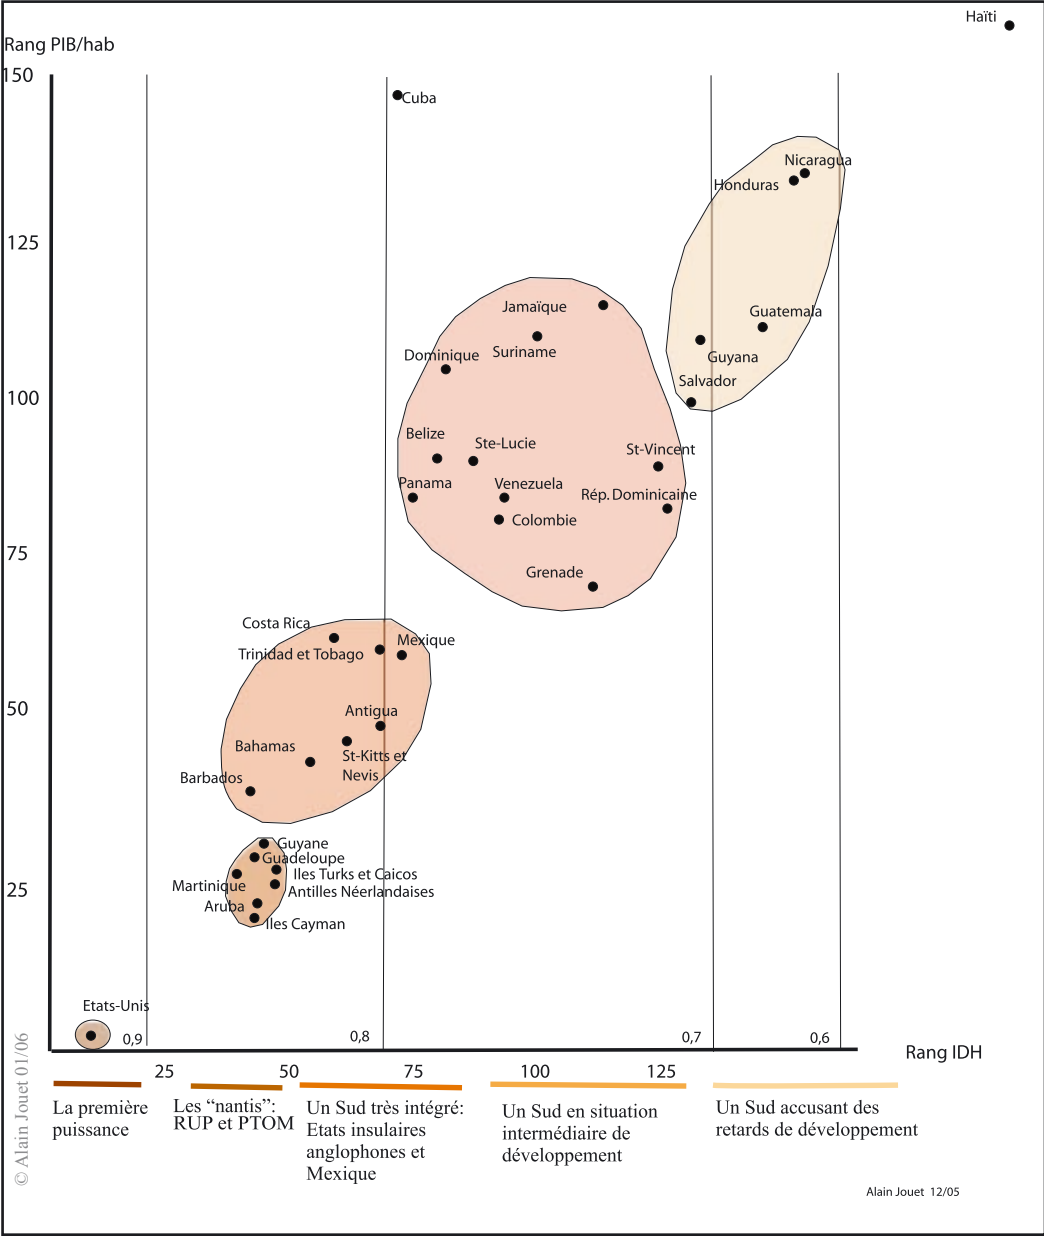 Haïti
Rang PIB/hab
150
Cuba
Nicaragua
Honduras
125
Jamaïque
Guatemala
Suriname
Dominique
Guyana
Salvador
100
Belize
Ste-Lucie
St-Vincent
Panama
Venezuela
Rép. Dominicaine
Colombie
75
Grenade
Costa Rica
Mexique
Trinidad et Tobago
50
Antigua
Bahamas
St-Kitts et
Nevis
Barbados
Guyane
Guadeloupe
Iles Turks et Caicos
Martinique
Antilles Néerlandaises
25
Aruba
Iles Cayman
Etats-Unis
0,9
0,8
0,7
0,6
Rang IDH
25
50
75
100
125
La première
puissance
Les “nantis”:
RUP et PTOM
Un Sud très intégré:
Etats insulaires
anglophones et
Mexique
Un Sud en situation
intermédiaire de
développement
Un Sud accusant des
retards de développement
© Alain Jouet 01/06
Alain Jouet 12/05